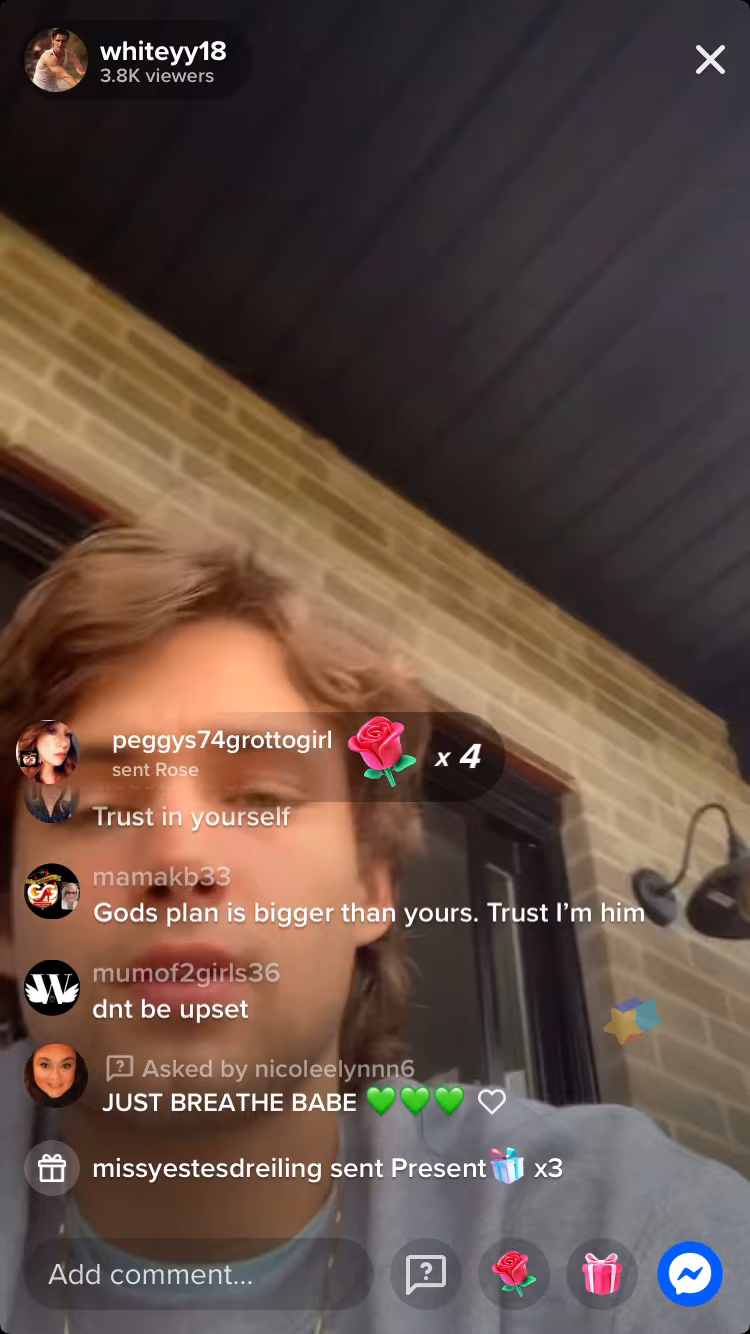 whiteyy18
3.8K viewers
peggys74grottogirl
sent Rose
x 4
Trust in yourself
mamakb33
Gods plan is bigger than yours. Trust I’m him
mumof2girls36
dnt be upset
Asked by nicoleelynnn6
JUST BREATHE BABE 💚💚💚
missyestesdreiling sent Present🎁 x3
Add comment...